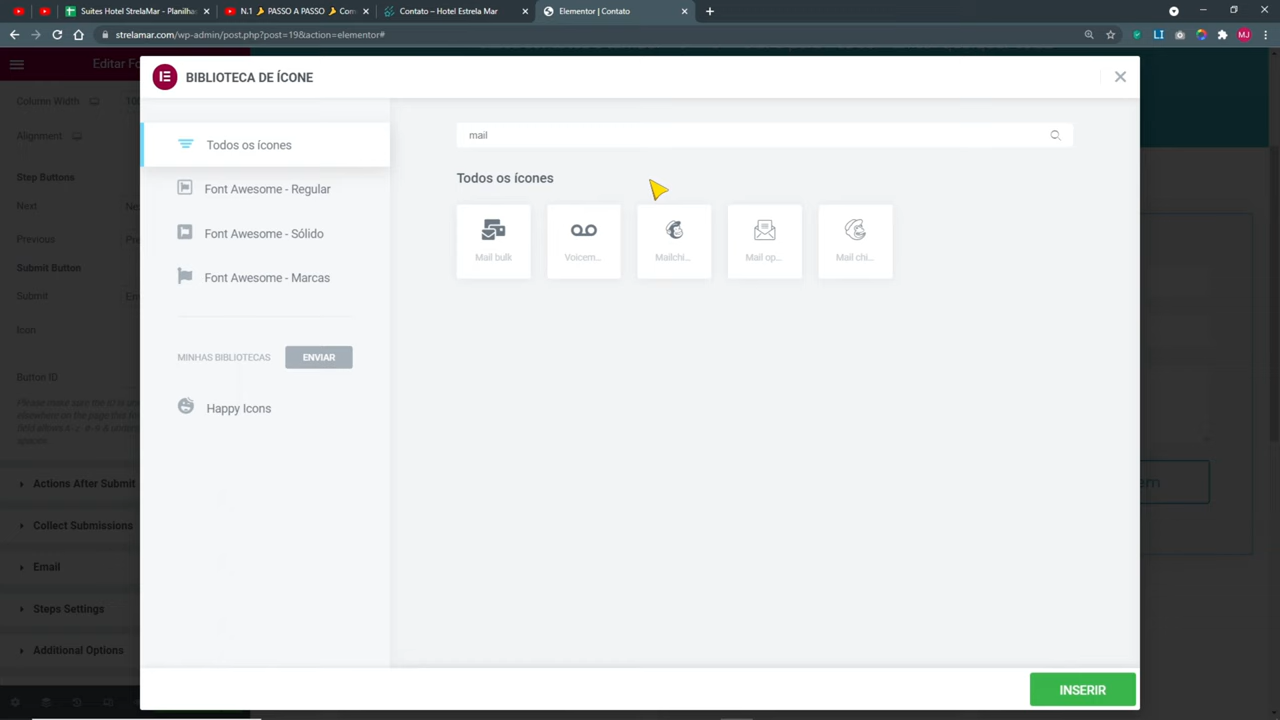 Suites Hotel StrelaMar - Planilha
N.1 PASSO A PASSO Com
Contato – Hotel Estrela Mar
Elementor | Contato
strelamar.com/wp-admin/post.php?post=19&action=elementor#
MJ
Editar Fo
BIBLIOTECA DE ÍCONE
Column Width
Alignment
Step Buttons
Next
Previous
Submit Button
Submit
Icon
Button ID
Actions After Submit
Collect Submissions
Email
Steps Settings
Additional Options
Todos os ícones
Font Awesome - Regular
Font Awesome - Sólido
Font Awesome - Marcas
MINHAS BIBLIOTECAS
ENVIAR
Happy Icons
mail
Todos os ícones
Mail bulk
Voicem...
Mailchi...
Mail op...
Mail chi...
INSERIR